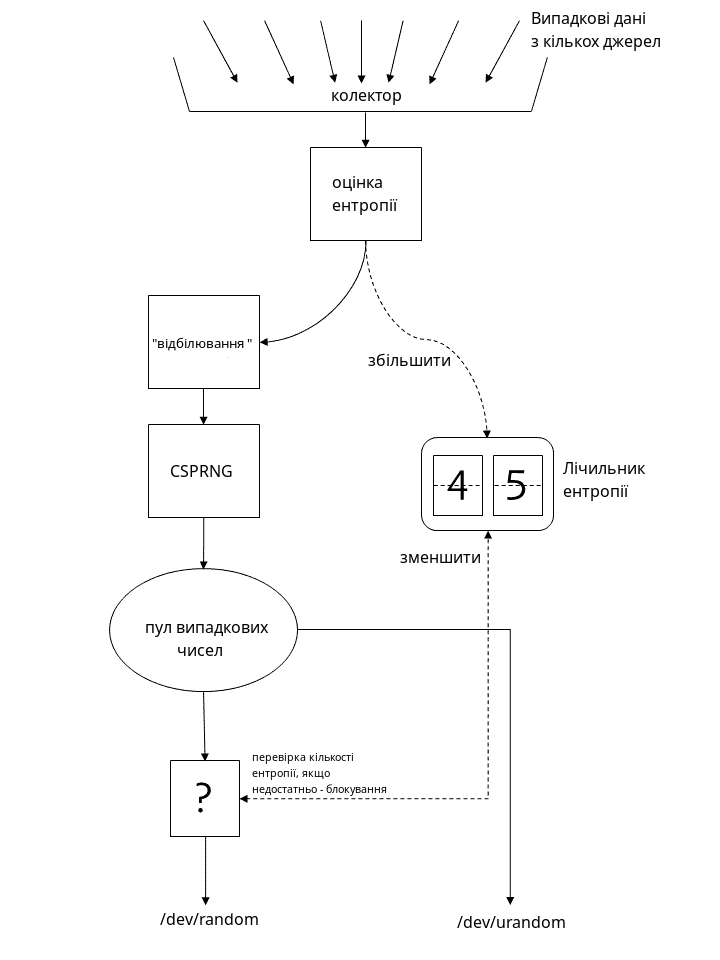 Випадкові дані
з кількох джерел
колектор
оцінка
ентропії
"відбілювання"
збільшити
CSPRNG
4 5
Лічильник
ентропії
зменшити
пул випадкових
чисел
перевірка кількості
ентропії, якщо
недостатньо - блокування
?
/dev/random
/dev/urandom